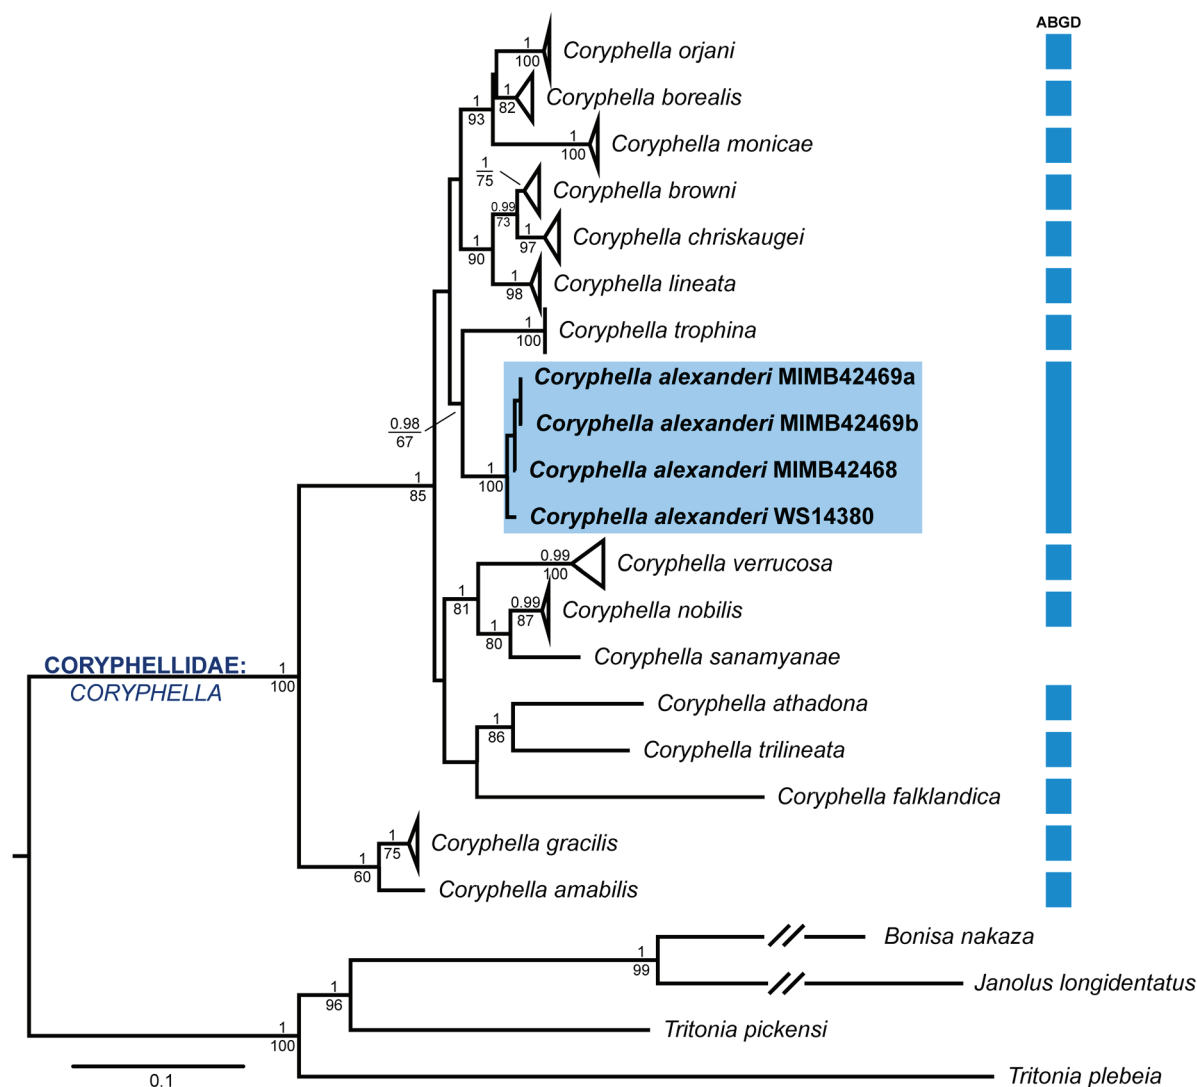 ABGD
1
100
Coryphella orjani
1
82
Coryphella borealis
1
93
1
100
Coryphella monicae
1
75
Coryphella browni
0.99
73
1
97
Coryphella chriskaugei
1
90
1
98
Coryphella lineata
1
100
Coryphella trophina
Coryphella alexanderi MIMB42469a
Coryphella alexanderi MIMB42469b
0.98
67
Coryphella alexanderi MIMB42468
1
100
1
85
Coryphella alexanderi WS14380
0.99
100
Coryphella verrucosa
1
81
0.99
87
Coryphella nobilis
1
80
Coryphella sanamyanae
CORYPHELLIDAE:
CORYPHELLA
1
100
Coryphella athadona
1
86
Coryphella trilineata
Coryphella falklandica
1
75
Coryphella gracilis
1
60
Coryphella amabilis
Bonisa nakaza
1
99
Janolus longidentatus
1
96
Tritonia pickensi
1
100
Tritonia plebeia
0.1